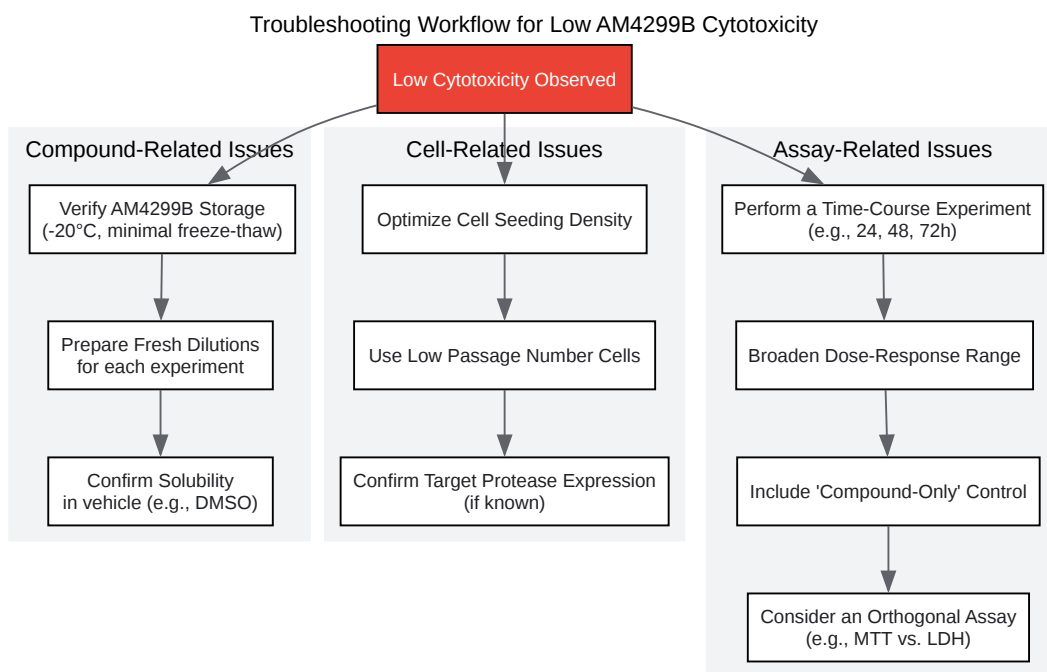 Troubleshooting Workflow for Low AM4299B Cytotoxicity
Low Cytotoxicity Observed
Compound-Related Issues
Verify AM4299B Storage
(-20°C, minimal freeze-thaw)
Prepare Fresh Dilutions
for each experiment
Confirm Solubility
in vehicle (e.g., DMSO)
Cell-Related Issues
Optimize Cell Seeding Density
Use Low Passage Number Cells
Confirm Target Protease Expression
(if known)
Assay-Related Issues
Perform a Time-Course Experiment
(e.g., 24, 48, 72h)
Broaden Dose-Response Range
Include 'Compound-Only' Control
Consider an Orthogonal Assay
(e.g., MTT vs. LDH)